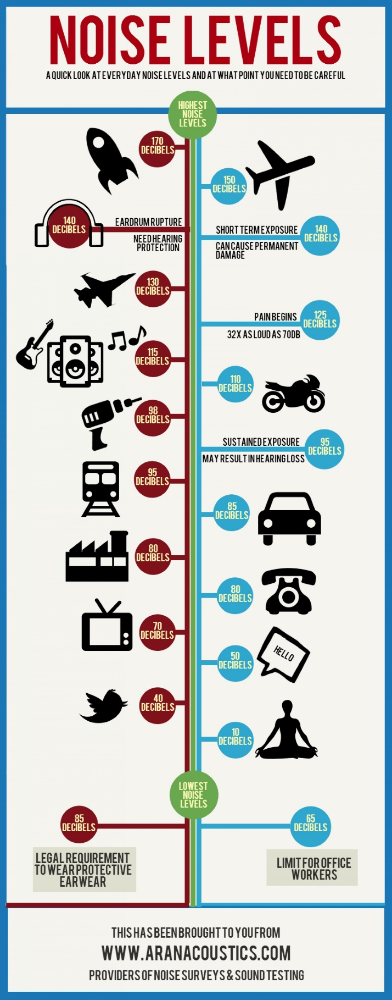 NOISE LEVELS
A QUICK LOOK AT EVERYDAY NOISE LEVELS AND AT WHAT POINT YOU NEED TO BE CAREFUL
HIGHEST
NOISE
LEVELS
170
DECIBELS
150
DECIBELS
140
DECIBELS
EARDRUM RUPTURE
NEED HEARING
PROTECTION
SHORT TERM EXPOSURE
CAN CAUSE PERMANENT
DAMAGE
140
DECIBELS
130
DECIBELS
PAIN BEGINS
32X AS LOUD AS 70DB
125
DECIBELS
115
DECIBELS
110
DECIBELS
98
DECIBELS
SUSTAINED EXPOSURE
MAY RESULT IN HEARING LOSS
95
DECIBELS
95
DECIBELS
85
DECIBELS
80
DECIBELS
80
DECIBELS
70
DECIBELS
50
DECIBELS
HELLO
40
DECIBELS
10
DECIBELS
LOWEST
NOISE
LEVELS
85
DECIBELS
LEGAL REQUIREMENT
TO WEAR PROTECTIVE
EARWEAR
65
DECIBELS
LIMIT FOR OFFICE
WORKERS
THIS HAS BEEN BROUGHT TO YOU FROM
WWW.ARANACOUSTICS.COM
PROVIDERS OF NOISE SURVEYS & SOUND TESTING